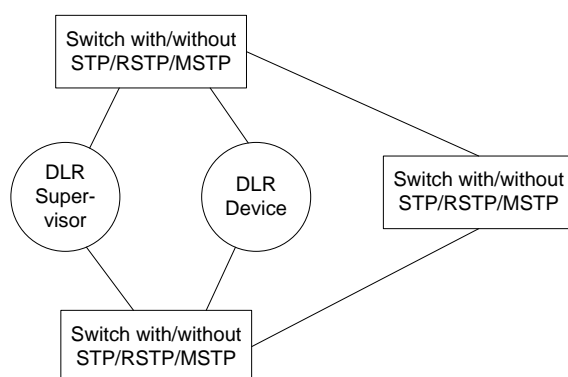 Switch with/without
STP/RSTP/MSTP
DLR
Super-
visor
DLR
Device
Switch with/without
STP/RSTP/MSTP
Switch with/without
STP/RSTP/MSTP